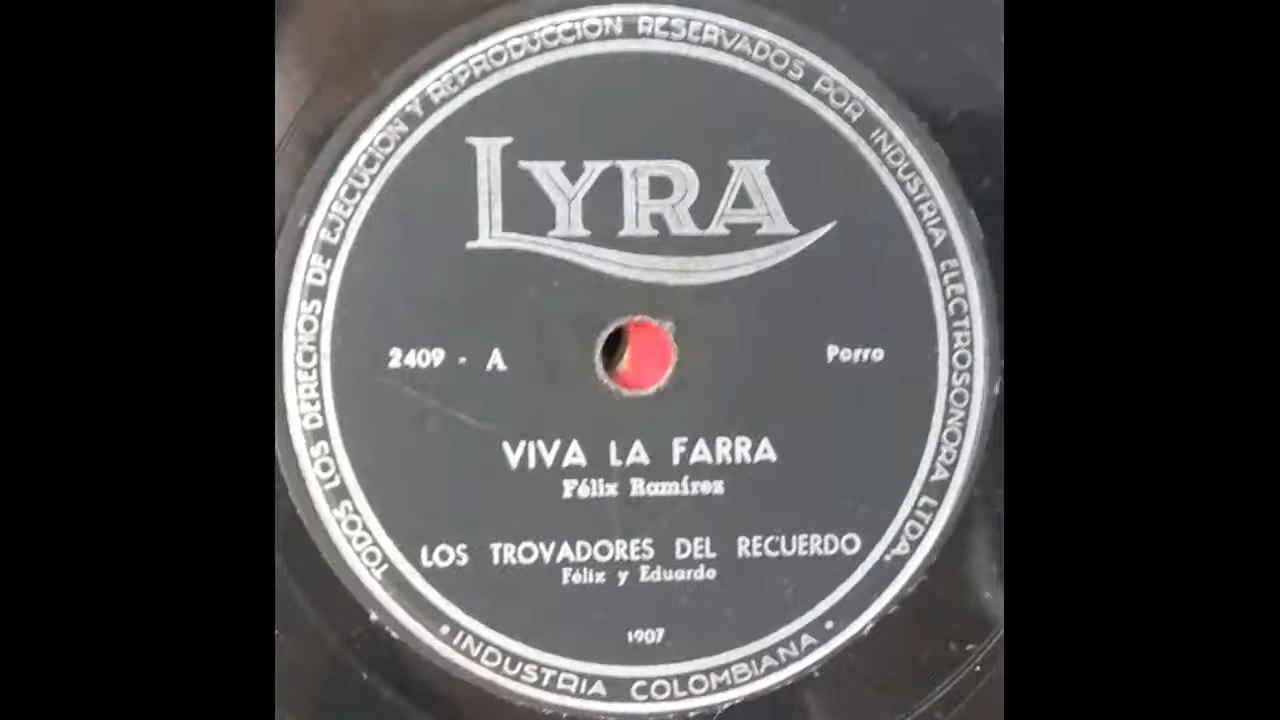 TODOS LOS DERECHOS DE EJECUCION Y REPRODUCCION RESERVADOS POR INDUSTRIA ELECTROSONORA LTDA.
LYRA
2409 - A
Porro
VIVA LA FARRA
Félix Ramírez
LOS TROVADORES DEL RECUERDO
Félix y Eduardo
1907
• INDUSTRIA COLOMBIANA •